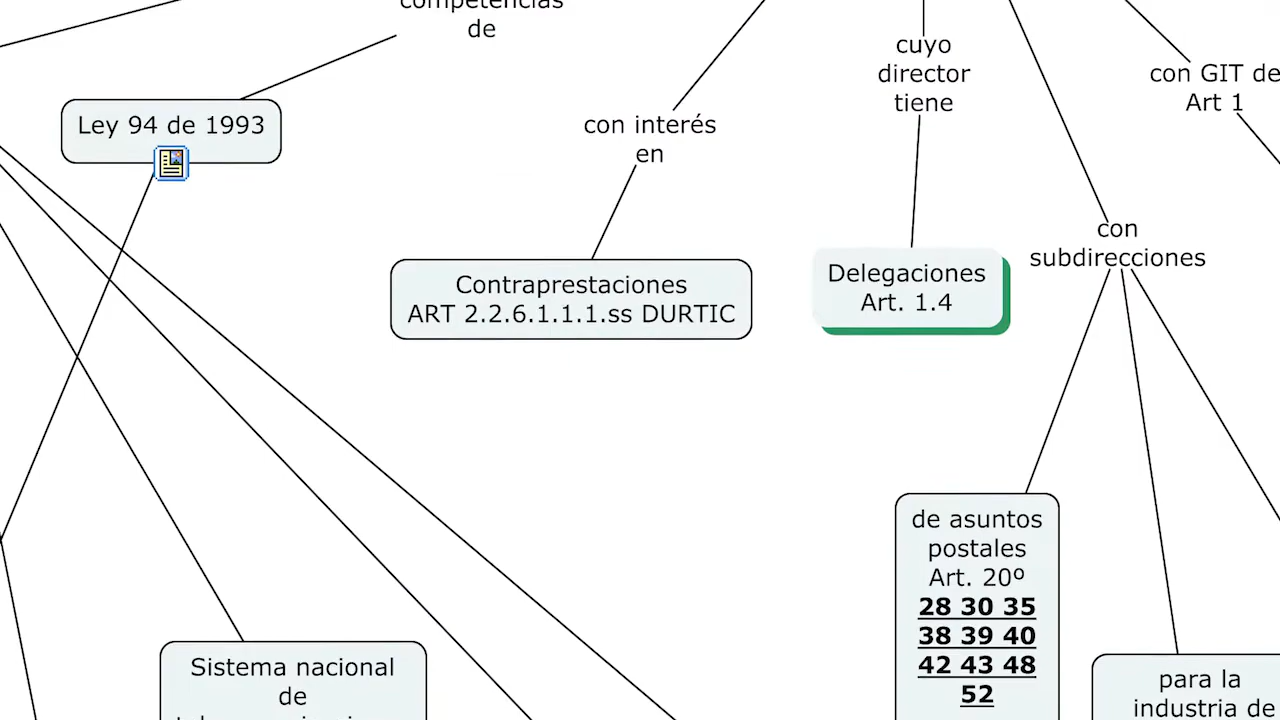 competencias
de
Ley 94 de 1993
con interés
en
Contraprestaciones
ART 2.2.6.1.1.1.ss DURTIC
cuyo
director
tiene
Delegaciones
Art. 1.4
con GIT de
Art 1
con
subdirecciones
de asuntos
postales
Art. 20º
28 30 35
38 39 40
42 43 48
52
para la
industria de
Sistema nacional
de